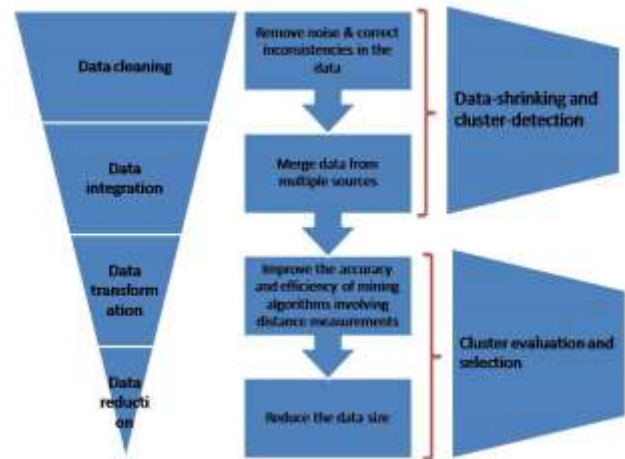 Data cleaning
Data
integration
Data
transform
ation
Data
reducti
on
Remove noise & correct
inconsistencies in the
data
Merge data from
multiple sources
Improve the accuracy
and efficiency of mining
algorithms involving
distance measurements
Reduce the data size
Data-shrinking and
cluster-detection
Cluster evaluation and
selection